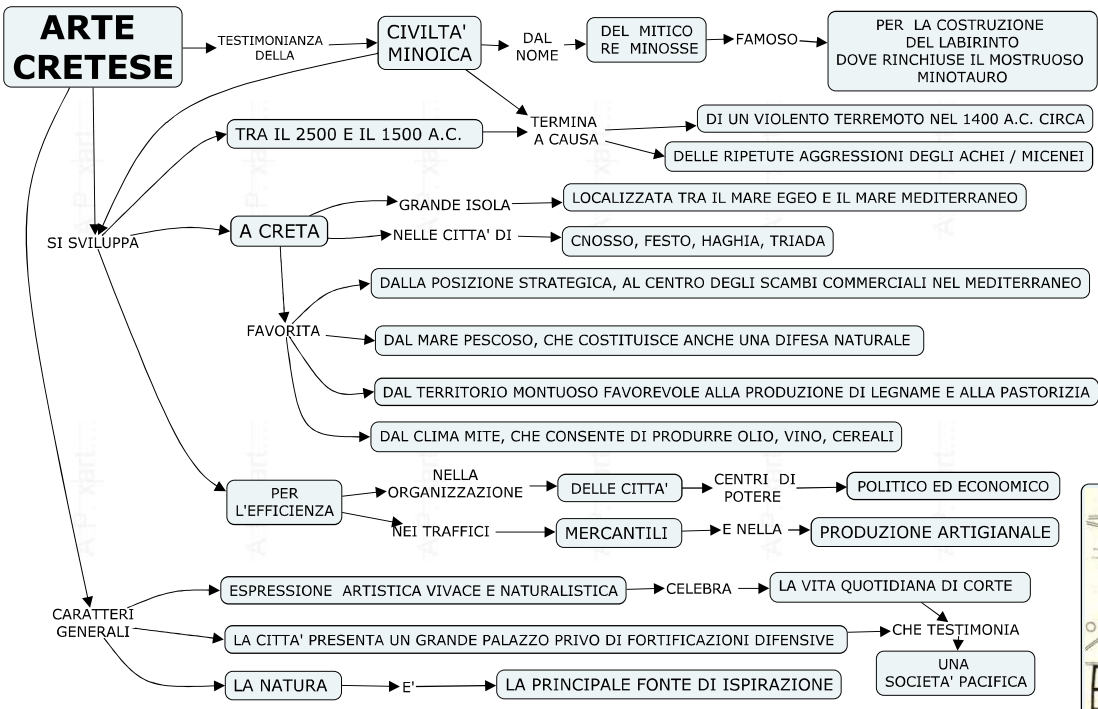 ARTE
CRETESE
TESTIMONIANZA
DELLA
CIVILTA'
MINOICA
DAL
NOME
DEL MITICO
RE MINOSSE
FAMOSO
PER LA COSTRUZIONE
DEL LABIRINTO
DOVE RINCHIUSE IL MOSTRUOSO
MINOTAURO
TRA IL 2500 E IL 1500 A.C.
TERMINA
A CAUSA
DI UN VIOLENTO TERREMOTO NEL 1400 A.C. CIRCA
DELLE RIPETUTE AGGRESSIONI DEGLI ACHEI / MICENEI
SI SVILUPPA
A CRETA
GRANDE ISOLA
LOCALIZZATA TRA IL MARE EGEO E IL MARE MEDITERRANEO
NELLE CITTA' DI
CNOSSO, FESTO, HAGHIA, TRIADA
FAVORITA
DALLA POSIZIONE STRATEGICA, AL CENTRO DEGLI SCAMBI COMMERCIALI NEL MEDITERRANEO
DAL MARE PESCOSO, CHE COSTITUISCE ANCHE UNA DIFESA NATURALE
DAL TERRITORIO MONTUOSO FAVOREVOLE ALLA PRODUZIONE DI LEGNAME E ALLA PASTORIZIA
DAL CLIMA MITE, CHE CONSENTE DI PRODURRE OLIO, VINO, CEREALI
PER
L'EFFICIENZA
NELLA
ORGANIZZAZIONE
DELLE CITTA'
CENTRI DI
POTERE
POLITICO ED ECONOMICO
NEI TRAFFICI
MERCANTILI
E NELLA
PRODUZIONE ARTIGIANALE
CARATTERI
GENERALI
ESPRESSIONE ARTISTICA VIVACE E NATURALISTICA
CELEBRA
LA VITA QUOTIDIANA DI CORTE
LA CITTA' PRESENTA UN GRANDE PALAZZO PRIVO DI FORTIFICAZIONI DIFENSIVE
CHE TESTIMONIA
UNA
SOCIETA' PACIFICA
LA NATURA
E'
LA PRINCIPALE FONTE DI ISPIRAZIONE